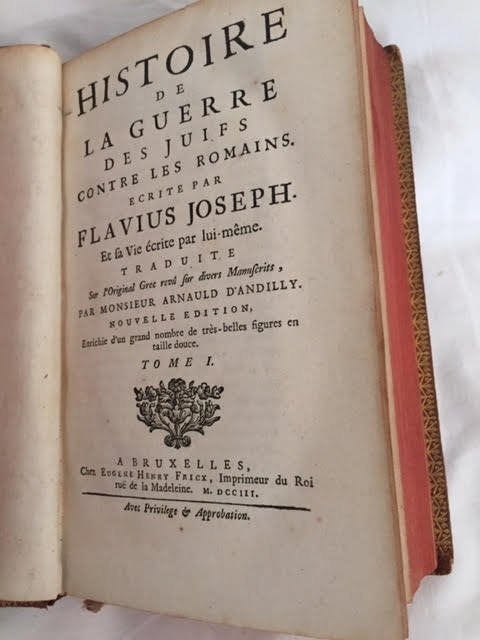 HISTOIRE
DE
LA GUERRE
DES JUIFS
CONTRE LES ROMAINS.
ECRITE PAR
FLAVIUS JOSEPH.
Et ſa Vie écrite par lui-même.
TRADUITE
Sur l'Original Grec revû ſur divers Manuſcrits,
PAR MONSIEUR ARNAULD D'ANDILLY.
NOUVELLE EDITION,
Enrichie d'un grand nombre de très-belles figures en
taille douce.
TOME I.
A BRUXELLES,
Chez EUGENE HENRY FRICX, Imprimeur du Roi
ruë de la Madeleine. M. DCCIII.
Avec Privilege & Approbation.